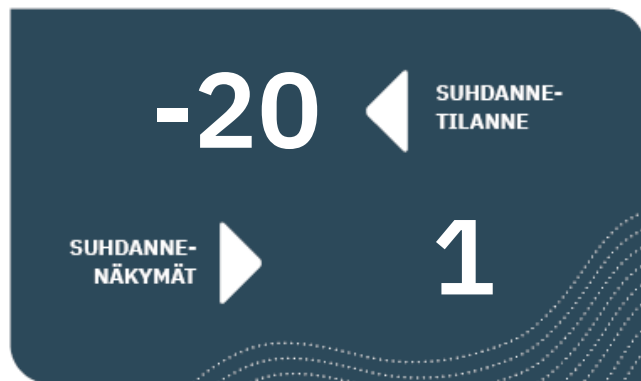 -20
SUHDANNE-
TILANNE
SUHDANNE-
NÄKYMÄT
1